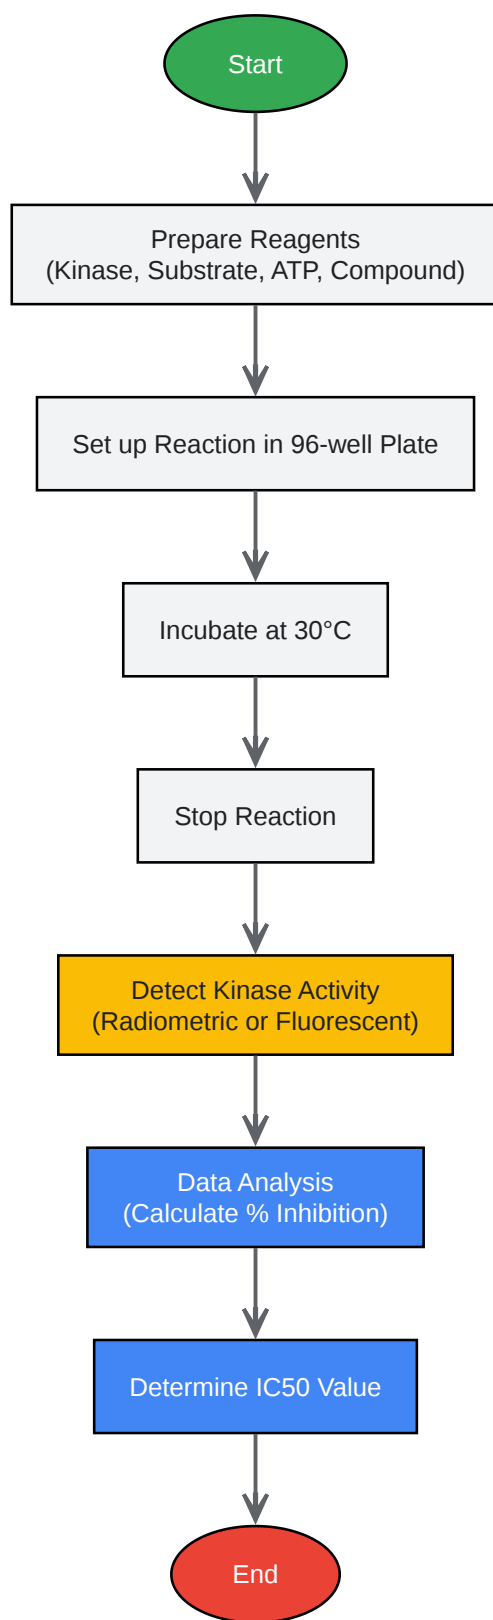 Start
Prepare Reagents
(Kinase, Substrate, ATP, Compound)
Set up Reaction in 96-well Plate
Incubate at 30°C
Stop Reaction
Detect Kinase Activity
(Radiometric or Fluorescent)
Data Analysis
(Calculate % Inhibition)
Determine IC50 Value
End